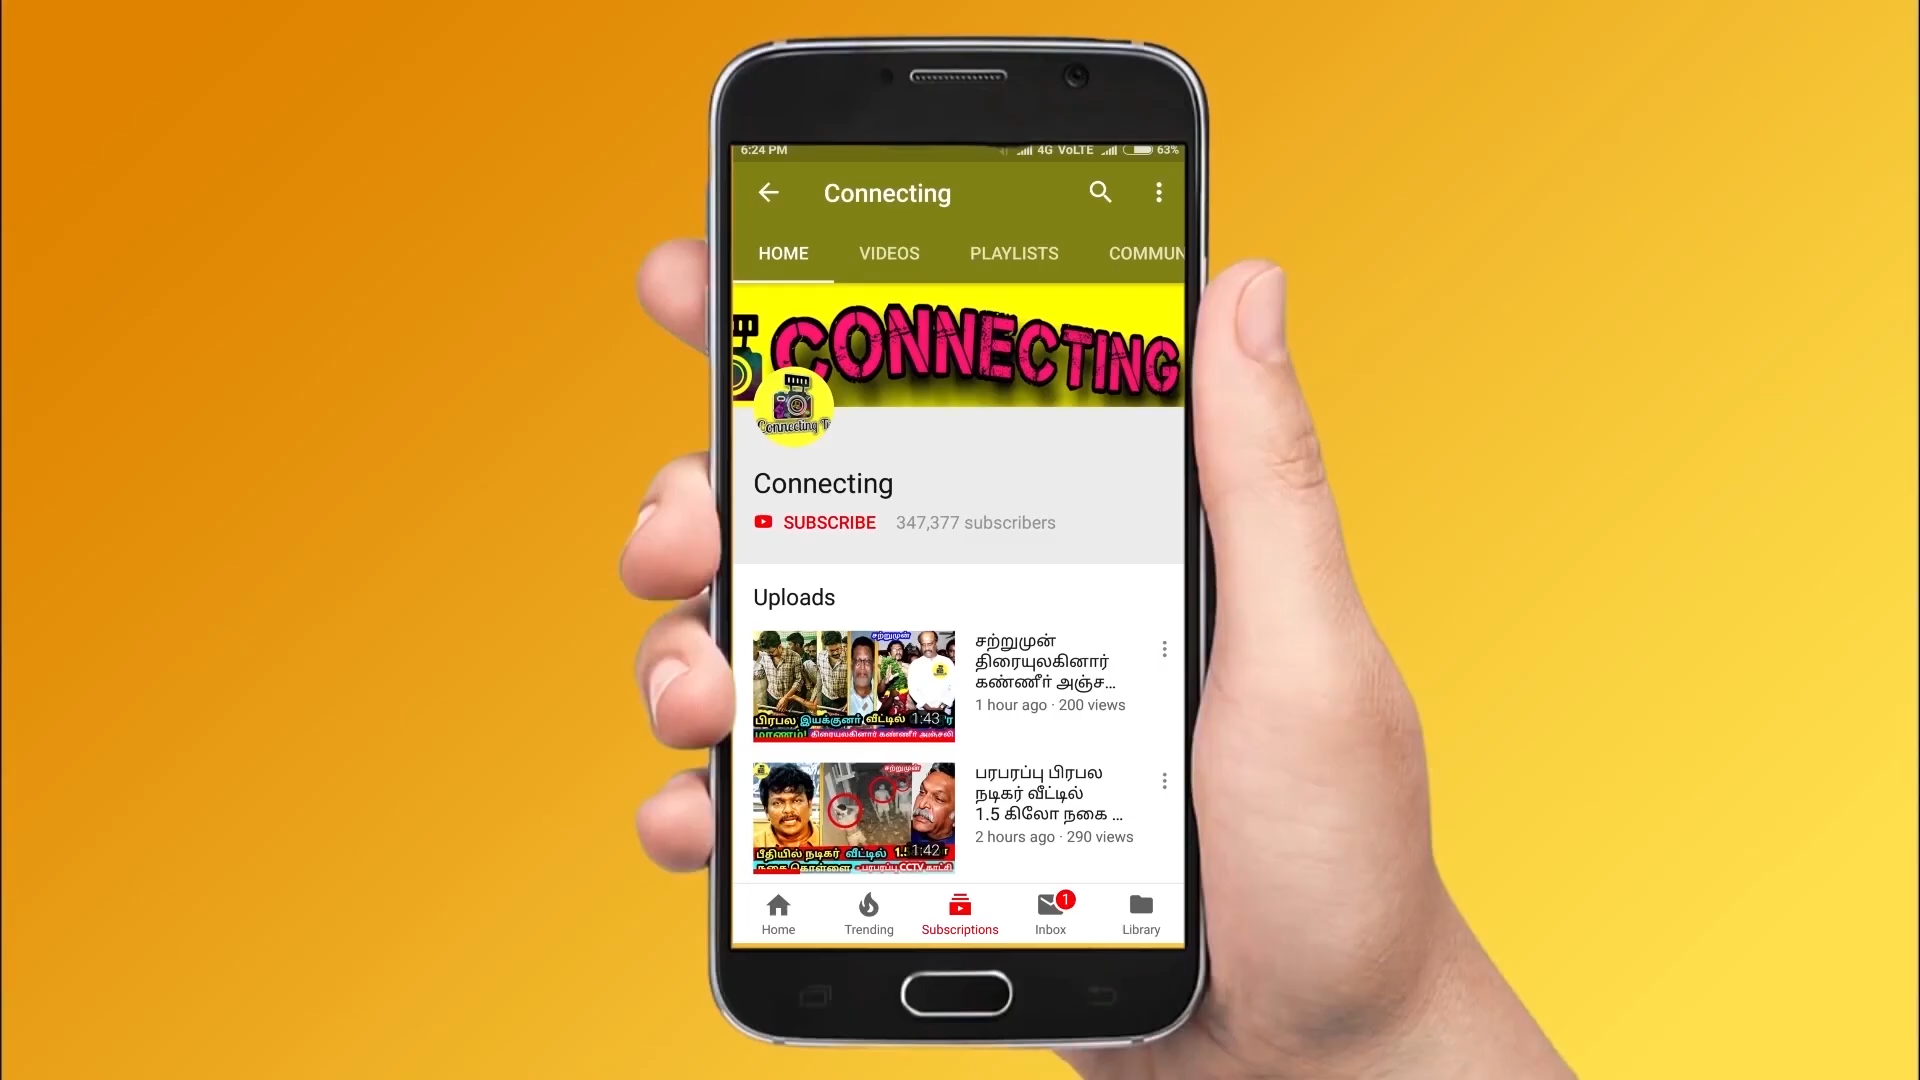 6:24 PM
4G VoLTE
63%
Connecting
HOME
VIDEOS
PLAYLISTS
COMMUN
CONNECTING
Connecting
Connecting
SUBSCRIBE
347,377 subscribers
Uploads
சற்றுமுன்
பிரபல இயக்குனர் வீட்டில்
1:43
மரணம்! திரையுலகினர் கண்ணீர் அஞ்சலி
சற்றுமுன்
திரையுலகினார்
கண்ணீர் அஞ்ச...
1 hour ago · 200 views
சற்றுமுன்
பீதியில் நடிகர் வீட்டில்
1:42
நகை கொள்ளை - பரபரப்பு CCTV காட்சி
பரபரப்பு பிரபல
நடிகர் வீட்டில்
1.5 கிலோ நகை ...
2 hours ago · 290 views
Home
Trending
Subscriptions
1
Inbox
Library